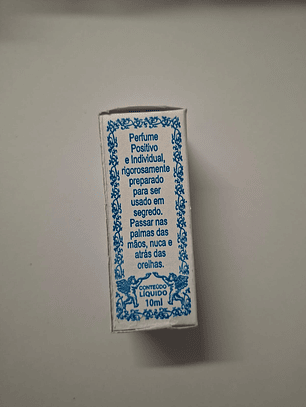 Perfume
Positivo
e Individual,
rigorosamente
preparado
para ser
usado em
segredo.
Passar nas
palmas das
mãos, nuca e
atrás das
orelhas.
CONTEÚDO
LÍQUIDO
10ml